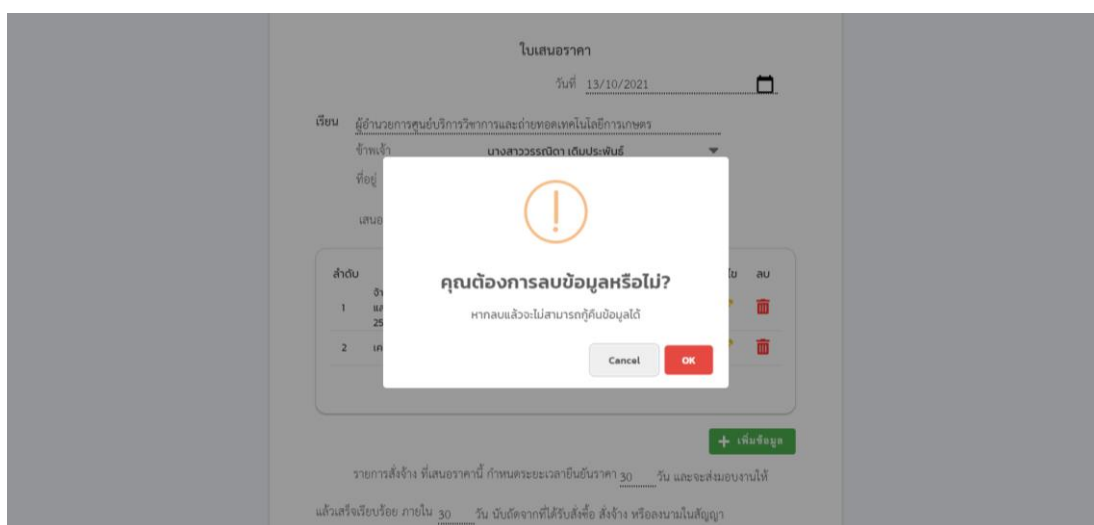 ใบเสนอราคา
วันที่ 13/10/2021
เรียน ผู้อำนวยการศูนย์บริการวิชาการและถ่ายทอดเทคโนโลยีการเกษตร
ข้าพเจ้า นางสาววรรณิดา เดิมประพันธ์
ที่อยู่
เสนอ
คุณต้องการลบข้อมูลหรือไม่?
หากลบแล้วจะไม่สามารถกู้คืนข้อมูลได้
Cancel OK
ลำดับ ไข ลบ
1
25
2
เพิ่มข้อมูล
รายการสั่งจ้าง ที่เสนอราคานี้ กำหนดระยะเวลายืนยันราคา 30 วัน และจะส่งมอบงานให้
แล้วเสร็จเรียบร้อย ภายใน 30 วัน นับถัดจากที่ได้รับสั่งซื้อ สั่งจ้าง หรือลงนามในสัญญา